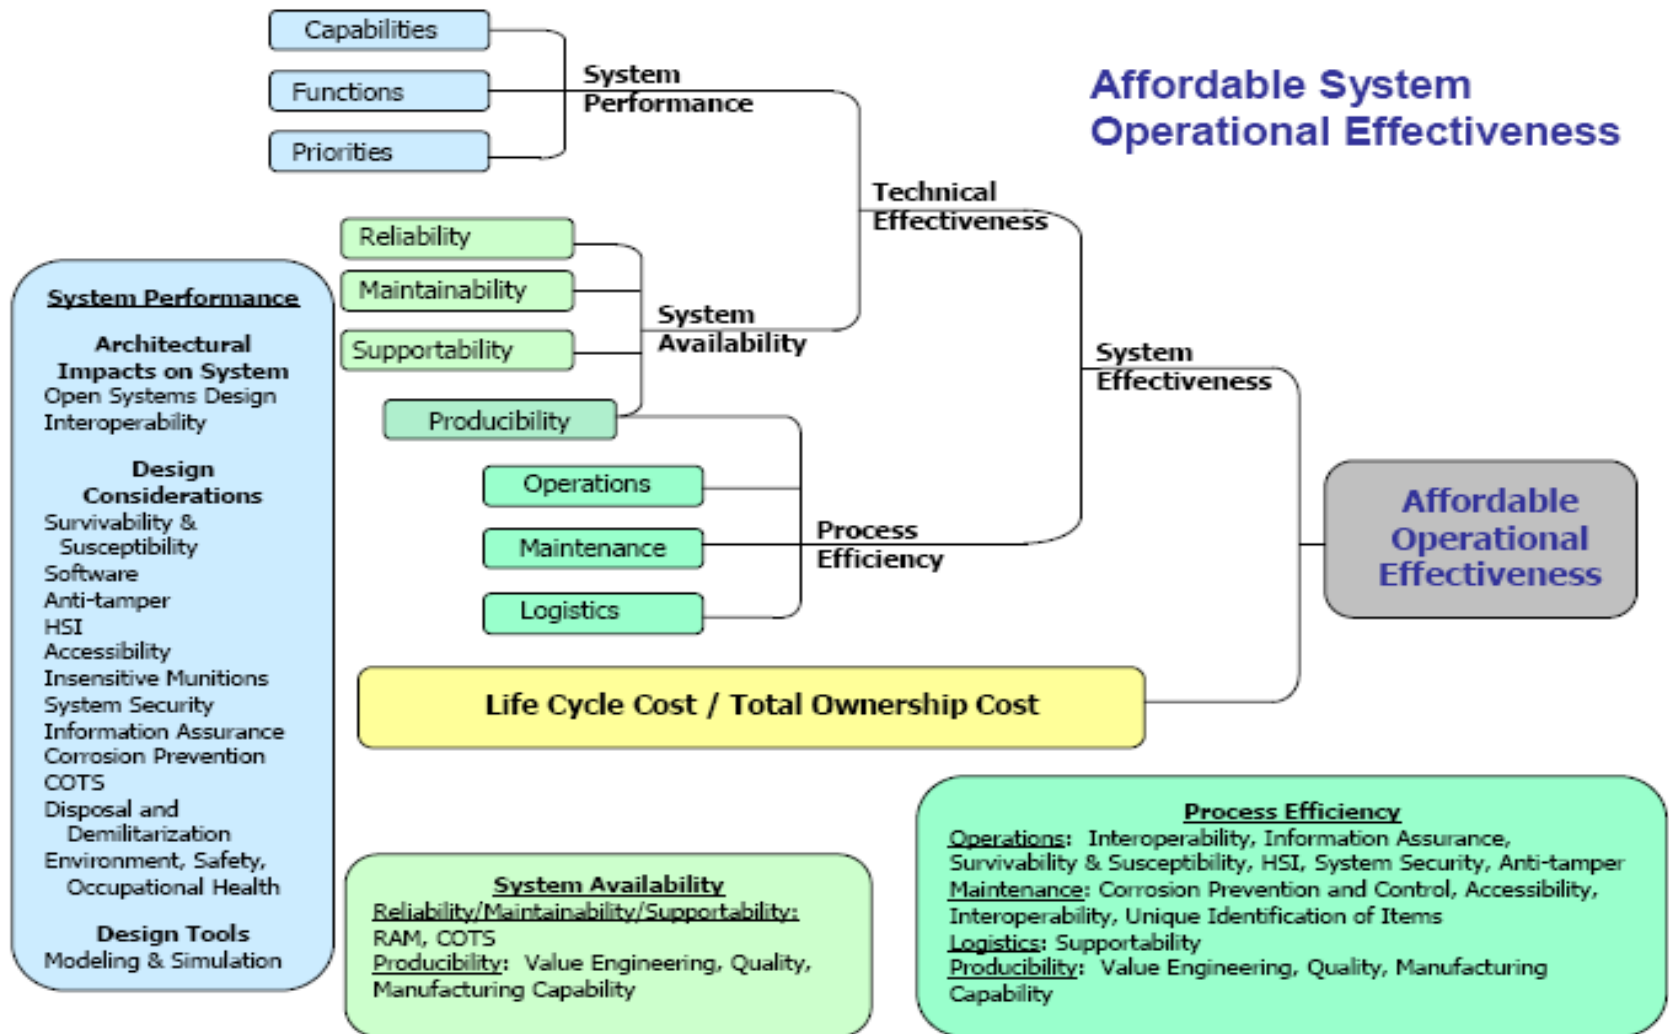 Affordable System
Operational Effectiveness
Capabilities
Functions
Priorities
System
Performance
Reliability
Maintainability
Supportability
Producibility
System
Availability
Technical
Effectiveness
Operations
Maintenance
Logistics
Process
Efficiency
System
Effectiveness
Affordable
Operational
Effectiveness
Life Cycle Cost / Total Ownership Cost
System Performance
Architectural
Impacts on System
Open Systems Design
Interoperability
Design
Considerations
Survivability &
Susceptibility
Software
Anti-tamper
HSI
Accessibility
Insensitive Munitions
System Security
Information Assurance
Corrosion Prevention
COTS
Disposal and
Demilitarization
Environment, Safety,
Occupational Health
Design Tools
Modeling & Simulation
System Availability
Reliability/Maintainability/Supportability:
RAM, COTS
Producibility: Value Engineering, Quality,
Manufacturing Capability
Process Efficiency
Operations: Interoperability, Information Assurance,
Survivability & Susceptibility, HSI, System Security, Anti-tamper
Maintenance: Corrosion Prevention and Control, Accessibility,
Interoperability, Unique Identification of Items
Logistics: Supportability
Producibility: Value Engineering, Quality, Manufacturing
Capability